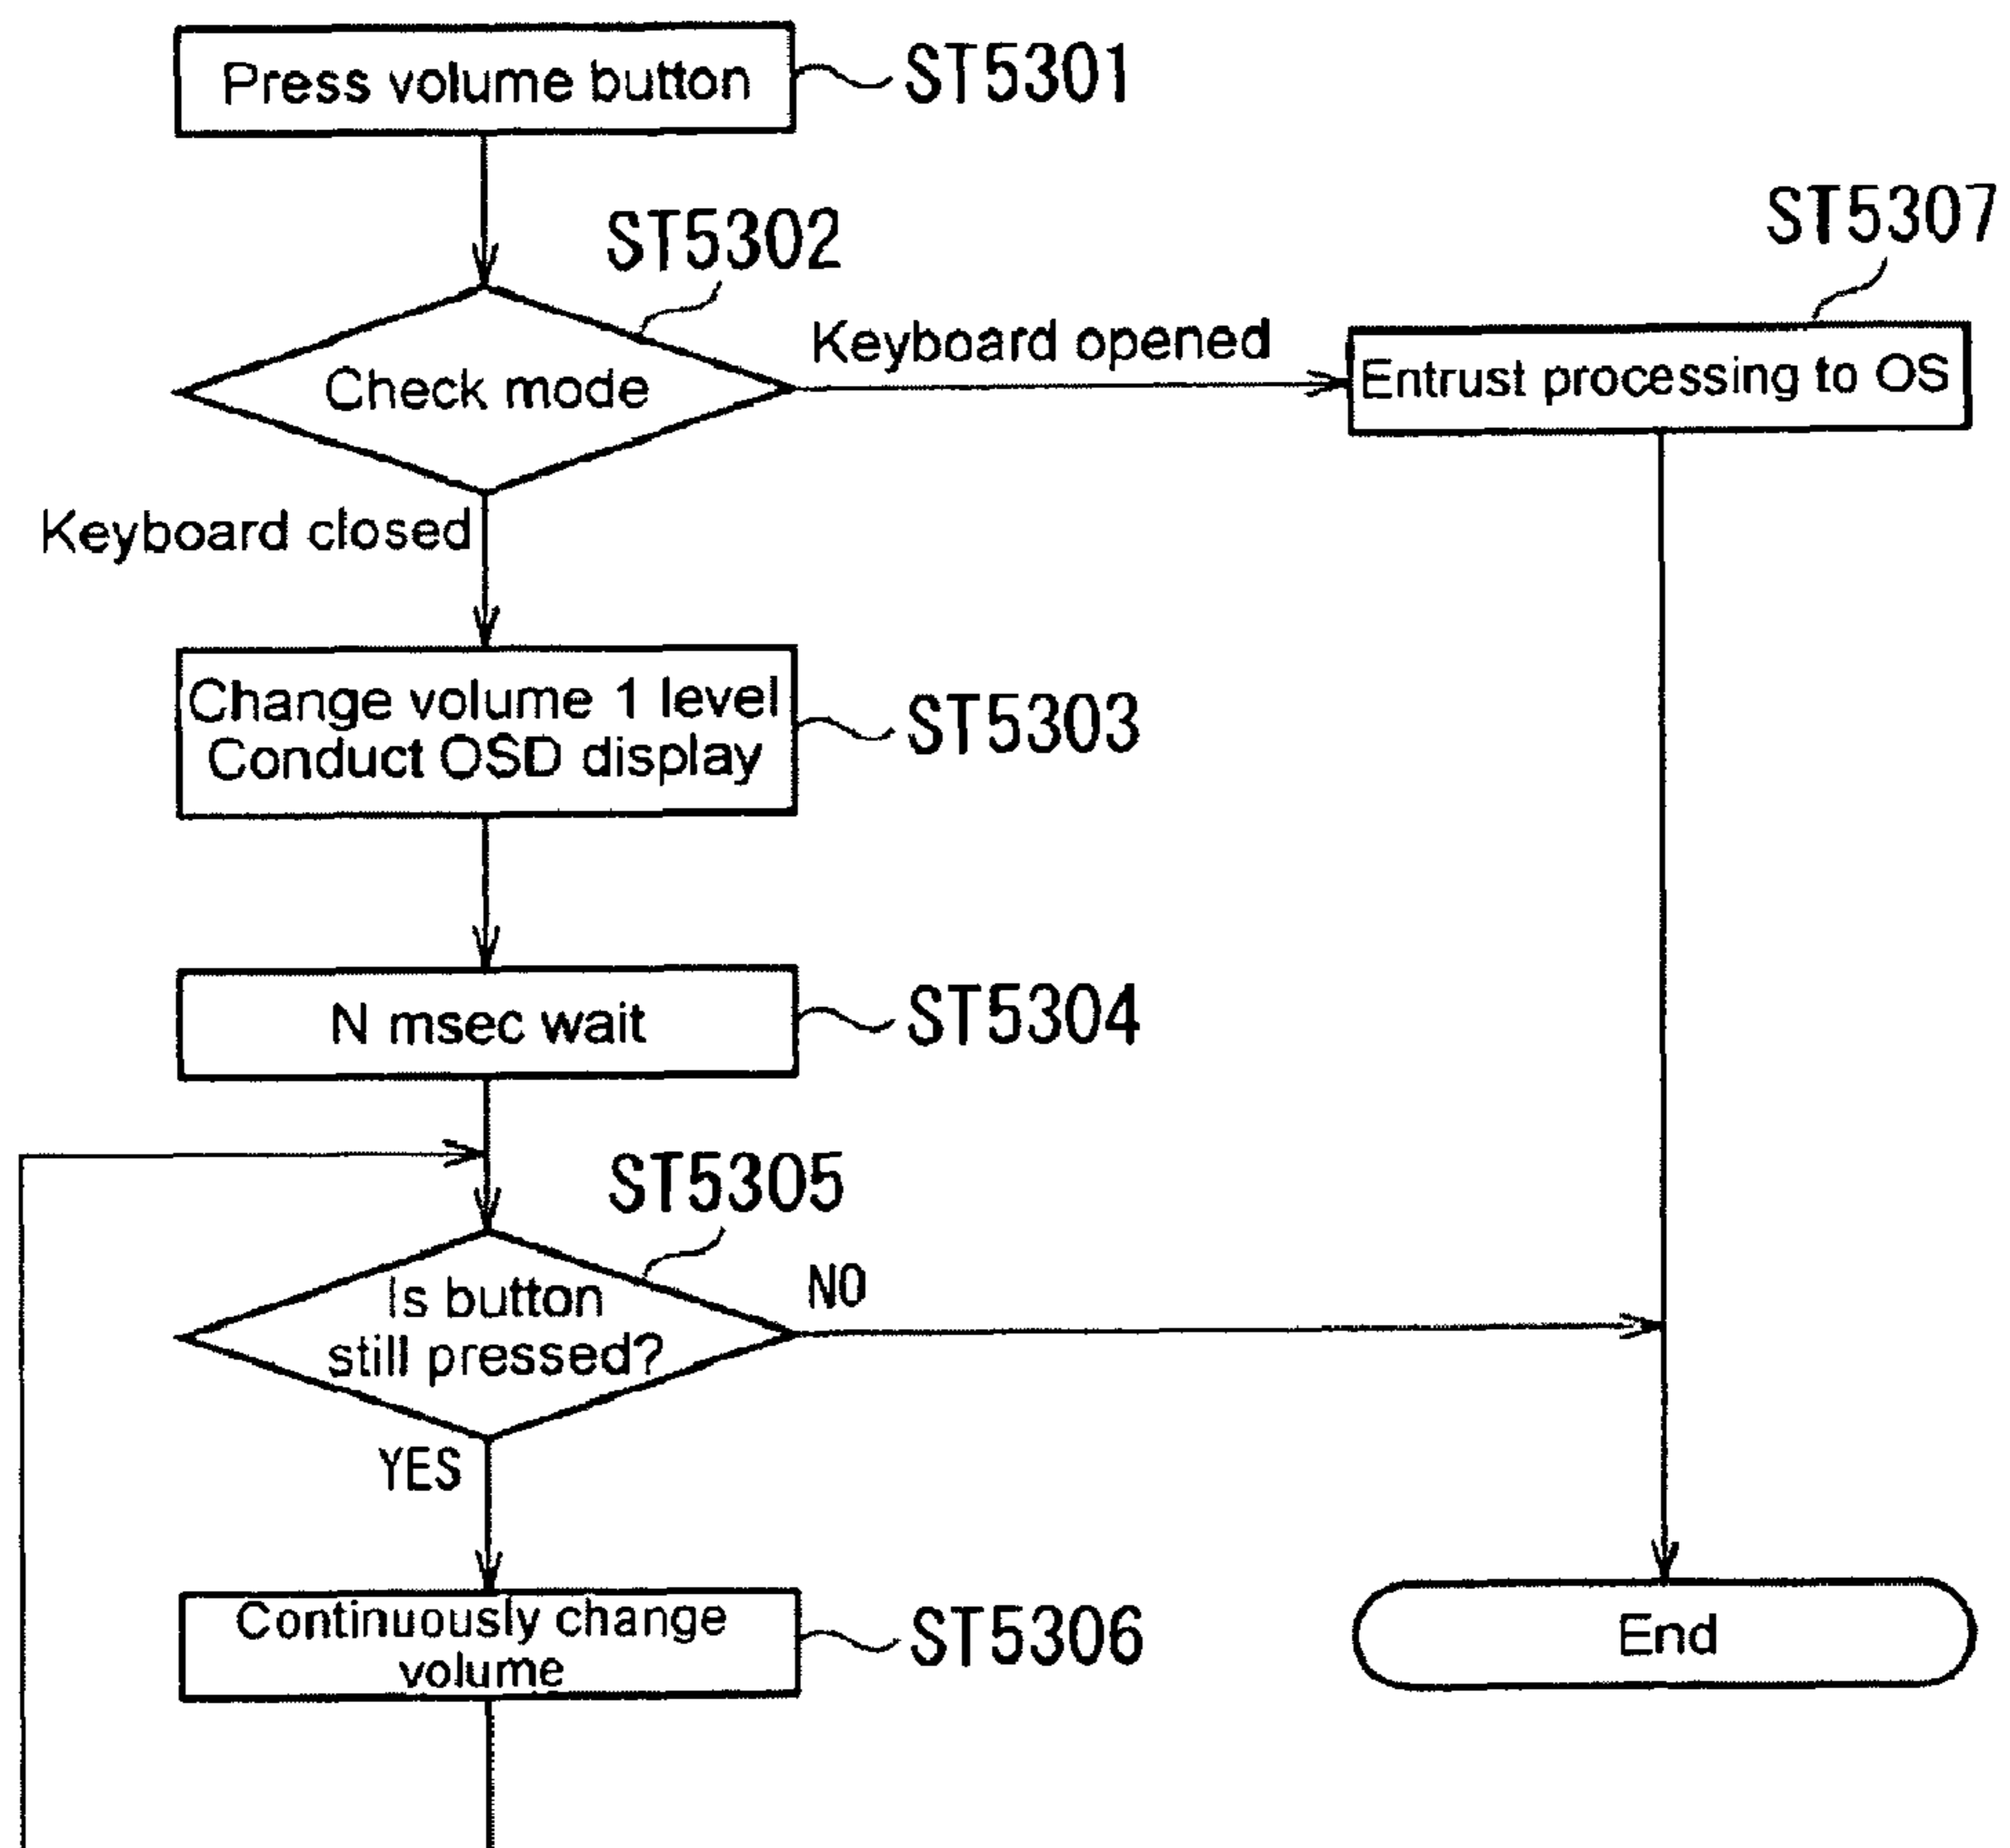 Press volume button
ST5301
ST5302
ST5307
Check mode
Keyboard opened
Entrust processing to OS
Keyboard closed
Change volume 1 level
Conduct OSD display
ST5303
N msec wait
ST5304
ST5305
Is button
still pressed?
NO
YES
Continuously change
volume
ST5306
End